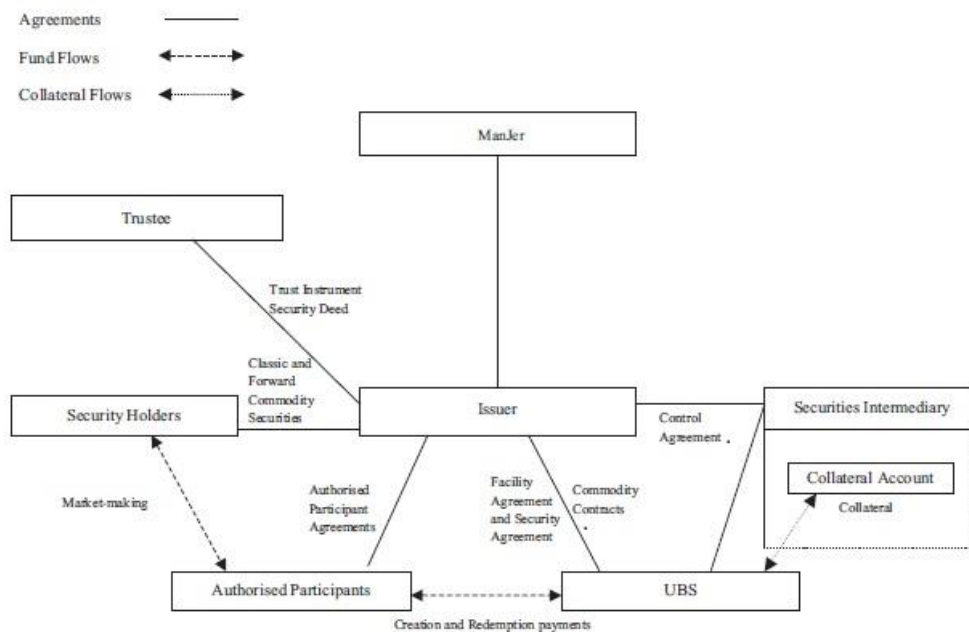 Agreements
Fund Flows
Collateral Flows
ManJer
Trustee
Trust Instrument
Security Deed
Classic and
Forward
Commodity
Securities
Security Holders
Issuer
Securities Intermediary
Control
Agreement
Collateral Account
Collateral
Market-making
Authorised
Participant
Agreements
Facility
Agreement
and Security
Agreement
Commodity
Contracts
Authorised Participants
UBS
Creation and Redemption payments